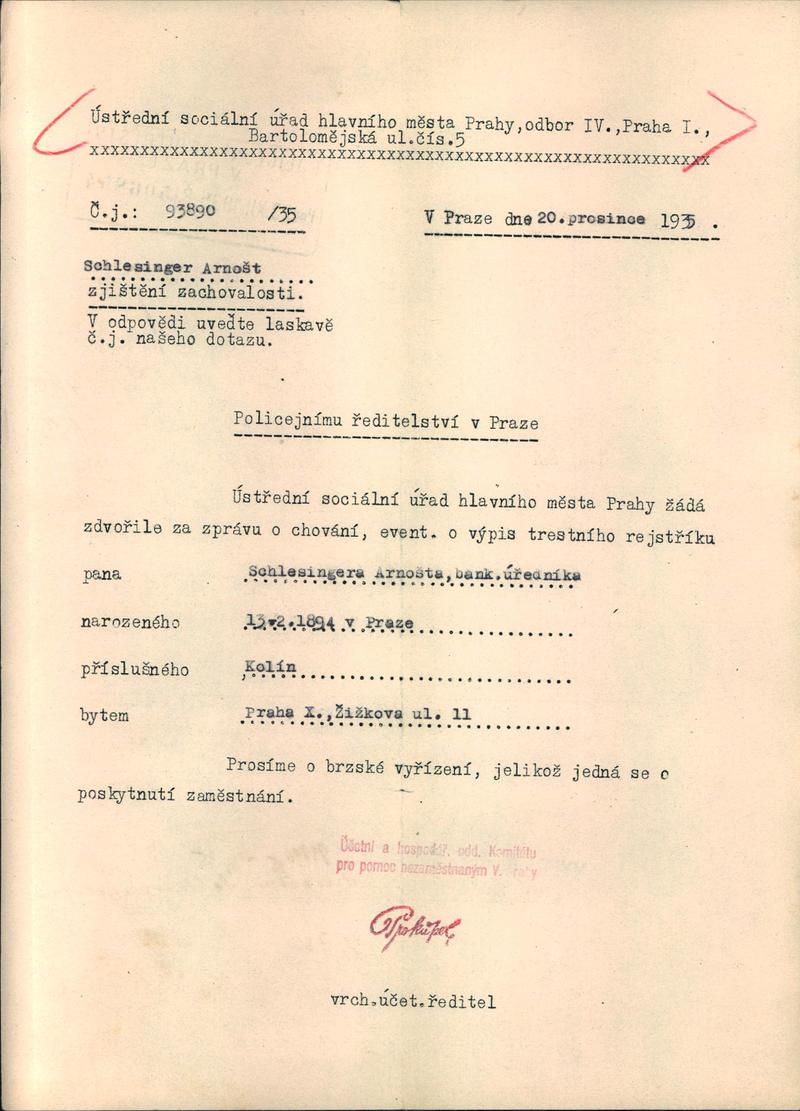 Ústřední sociální úřad hlavního města Prahy,odbor IV.,Praha I.,
Bartolomějská ul.čís.5
xxxxxxxxxxxxxxxxxxxxxxxxxxxxxxxxxxxxxxxxxxxxxxxxxxxxxxxxxxxxxx
Č.j.: 93890 /35
V Praze dne 20.prosince 1935 .
Schlesinger Arnošt
zjištění zachovalosti.
V odpovědi uveďte laskavě
č.j. našeho dotazu.
Policejnímu ředitelství v Praze
Ústřední sociální úřad hlavního města Prahy žádá
zdvořile za zprávu o chování, event. o výpis trestního rejstříku
pana Schlesingera Arnošta,bank.úředníka
narozeného 13.2.1894 v Praze
příslušného Kolín
bytem Praha X.,Žižkova ul. 11
Prosíme o brzské vyřízení, jelikož jedná se o
poskytnutí zaměstnání.
Účetní a hospodář. odd. Komitétu
pro pomoc nezaměstnaným V.
vrch.účet.ředitel